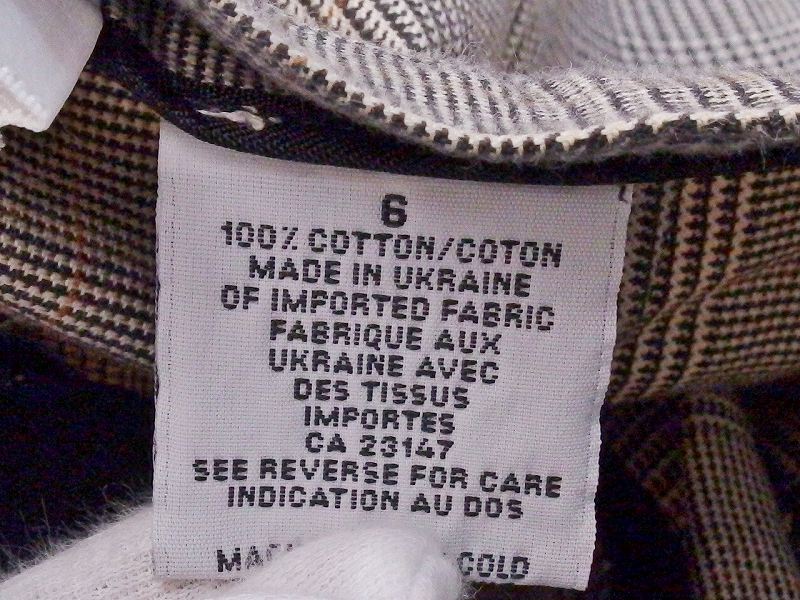 6
100% COTTON/COTON
MADE IN UKRAINE
OF IMPORTED FABRIC
FABRIQUE AUX
UKRAINE AVEC
DES TISSUS
IMPORTES
CA 23147
SEE REVERSE FOR CARE
INDICATION AU DOS
COLD